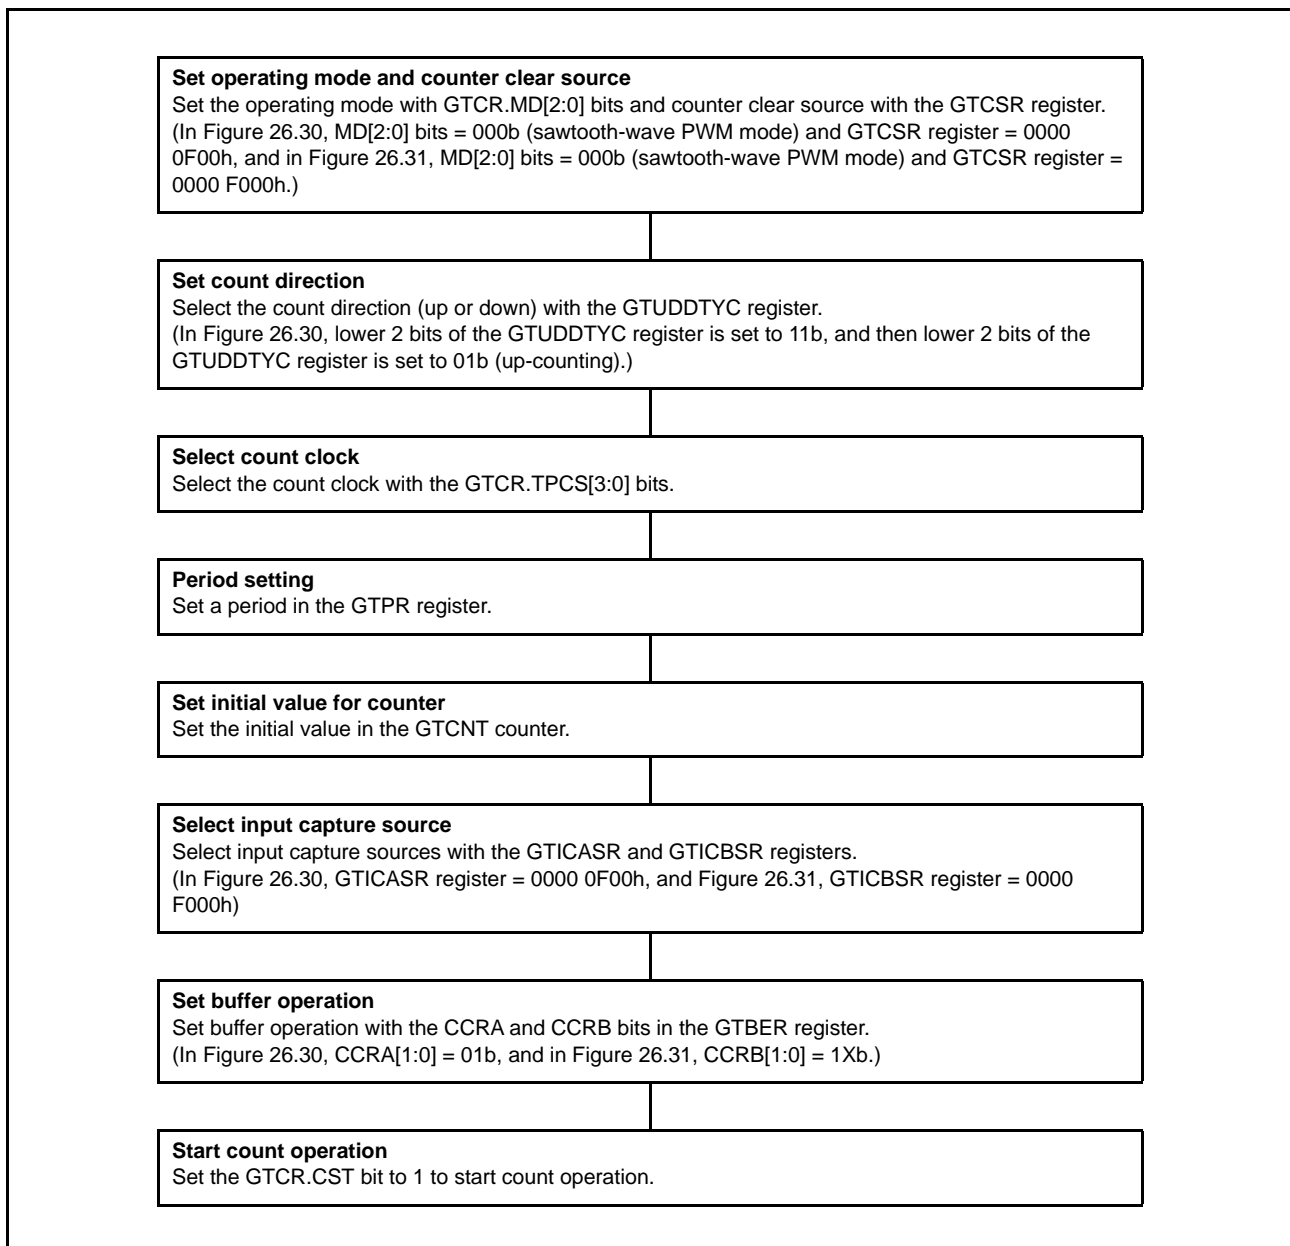 Set operating mode and counter clear source
Set the operating mode with GTCR.MD[2:0] bits and counter clear source with the GTCSR register.
(In Figure 26.30, MD[2:0] bits = 000b (sawtooth-wave PWM mode) and GTCSR register = 0000
0F00h, and in Figure 26.31, MD[2:0] bits = 000b (sawtooth-wave PWM mode) and GTCSR register =
0000 F000h.)
Set count direction
Select the count direction (up or down) with the GTUDDTYC register.
(In Figure 26.30, lower 2 bits of the GTUDDTYC register is set to 11b, and then lower 2 bits of the
GTUDDTYC register is set to 01b (up-counting).)
Select count clock
Select the count clock with the GTCR.TPCS[3:0] bits.
Period setting
Set a period in the GTPR register.
Set initial value for counter
Set the initial value in the GTCNT counter.
Select input capture source
Select input capture sources with the GTICASR and GTICBSR registers.
(In Figure 26.30, GTICASR register = 0000 0F00h, and Figure 26.31, GTICBSR register = 0000
F000h)
Set buffer operation
Set buffer operation with the CCRA and CCRB bits in the GTBER register.
(In Figure 26.30, CCRA[1:0] = 01b, and in Figure 26.31, CCRB[1:0] = 1Xb.)
Start count operation
Set the GTCR.CST bit to 1 to start count operation.